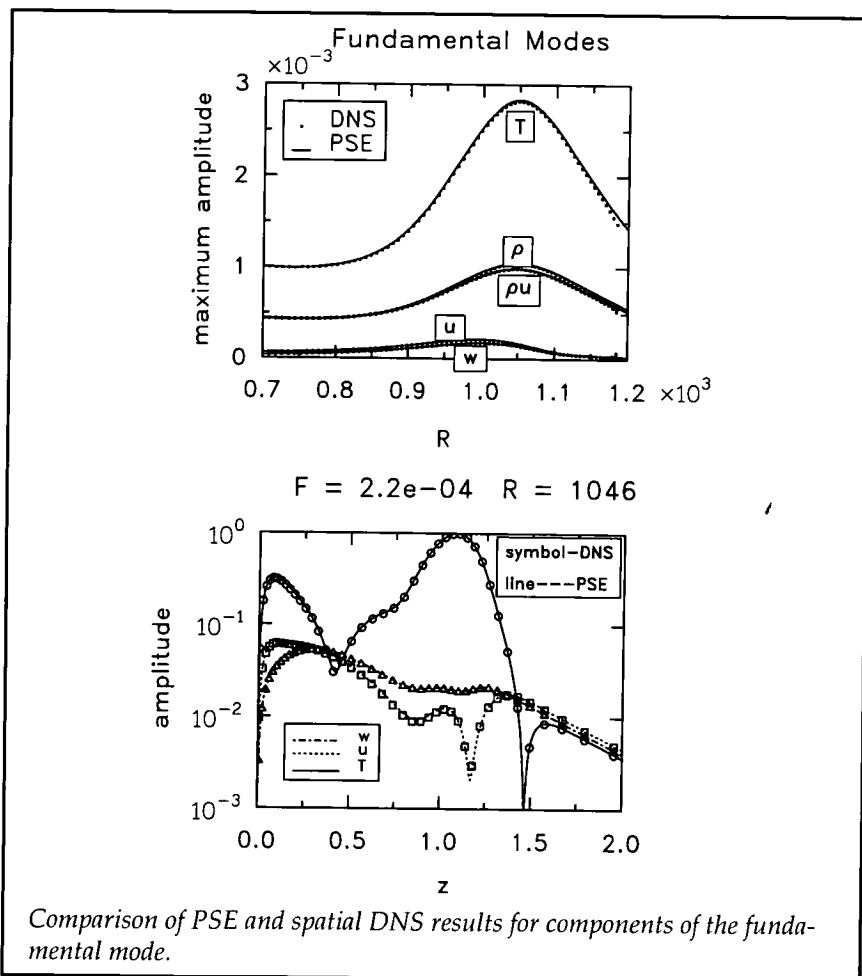 Fundamental Modes
×10⁻³
3
2
1
0
maximum amplitude
DNS
PSE
T
ρ
ρu
u
w
0.7 0.8 0.9 1.0 1.1 1.2 ×10³
R
F = 2.2e−04 R = 1046
10⁰
10⁻¹
10⁻²
10⁻³
amplitude
symbol–DNS
line–––PSE
w
u
T
0.0 0.5 1.0 1.5 2.0
z
Comparison of PSE and spatial DNS results for components of the funda-
mental mode.